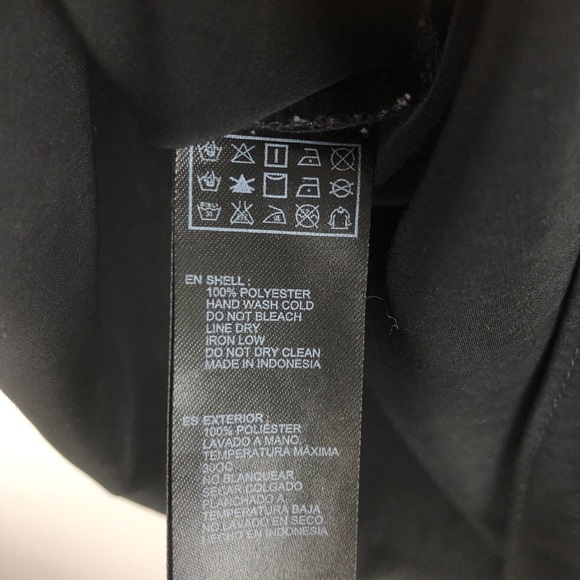 EN SHELL :
100% POLYESTER
HAND WASH COLD
DO NOT BLEACH
LINE DRY
IRON LOW
DO NOT DRY CLEAN
MADE IN INDONESIA
ES EXTERIOR :
100% POLIÉSTER
LAVADO A MANO.
TEMPERATURA MÁXIMA
30OC
NO BLANQUEAR
SECAR COLGADO
PLANCHADO A
TEMPERATURA BAJA
NO LAVADO EN SECO
HECHO EN INDONESIA